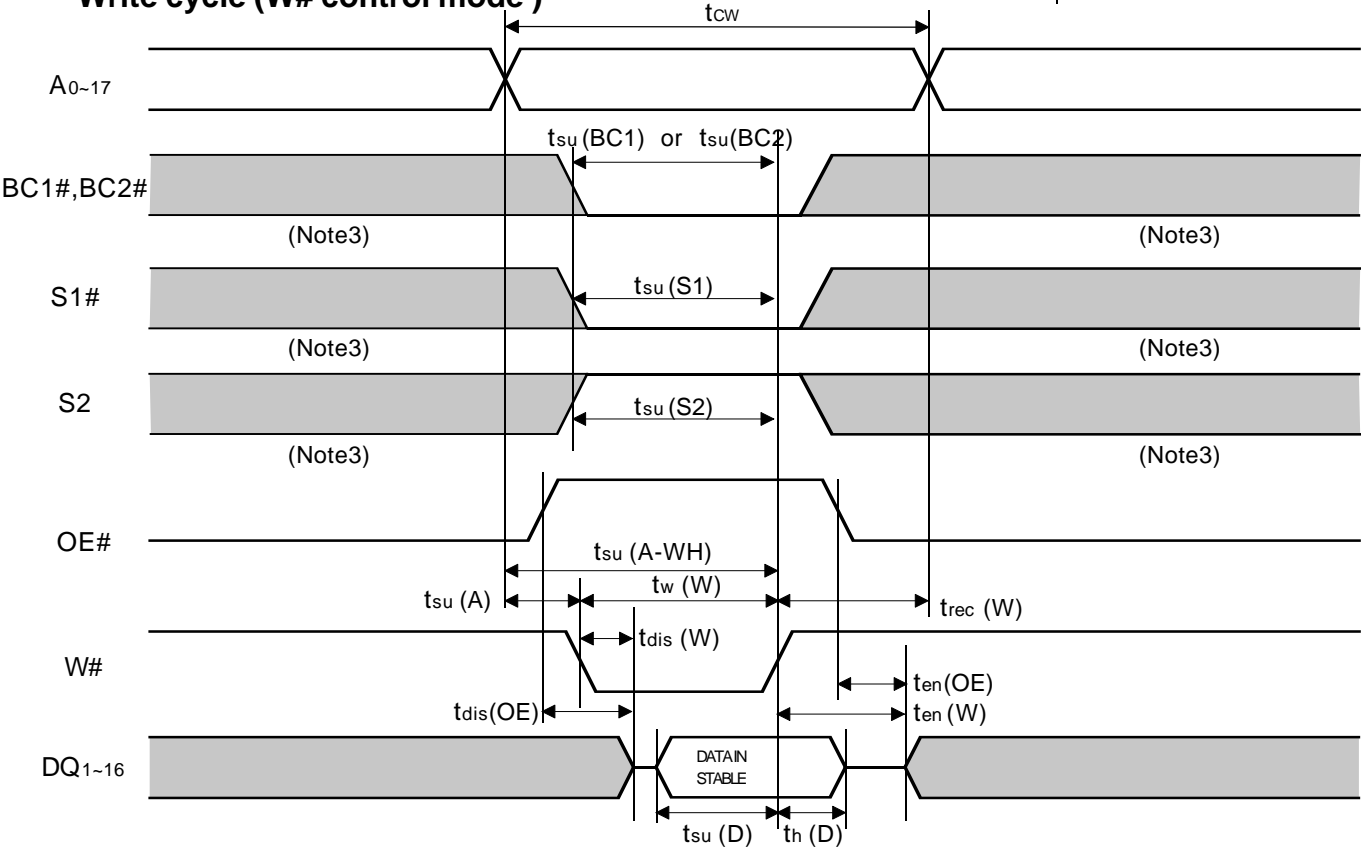 Write cycle (W# control mode )
tCW
A0~17
tsu (BC1) or tsu(BC2)
BC1#,BC2#
(Note3) (Note3)
S1#
tsu (S1)
(Note3) (Note3)
S2
tsu (S2)
(Note3) (Note3)
OE#
tsu (A-WH)
tsu (A)
tw (W)
trec (W)
W#
tdis (W)
ten(OE)
tdis(OE)
ten (W)
DQ1~16
DATA IN
STABLE
tsu (D) th (D)